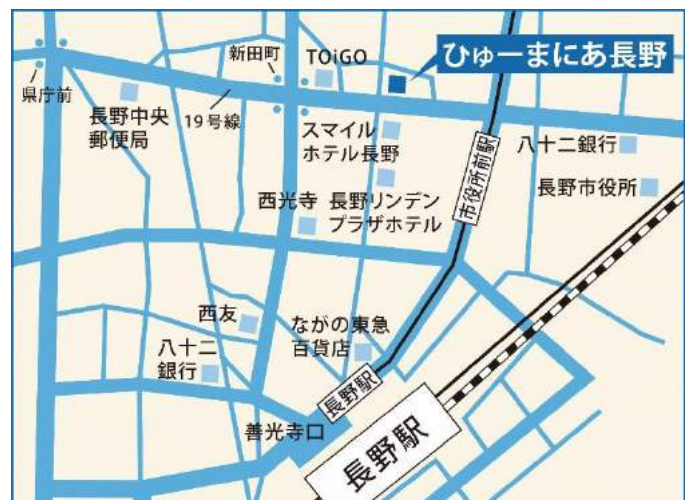 新田町
TOiGO
ひゅーまにあ長野
県庁前
長野中央
郵便局
19号線
スマイル
ホテル長野
八十二銀行
長野市役所
市役所前駅
西光寺
長野リンデン
プラザホテル
西友
ながの東急
百貨店
八十二
銀行
長野駅
善光寺口
長野駅